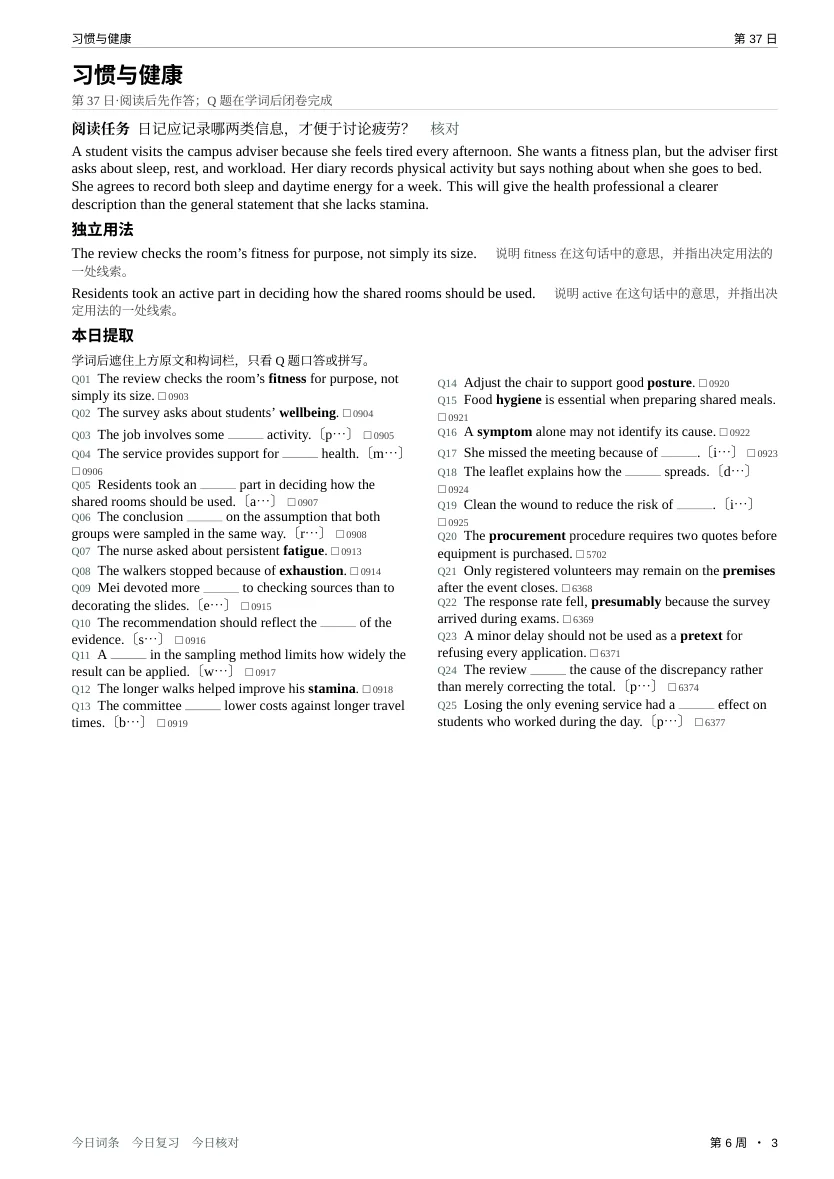 习惯与健康 第 37 日
习惯与健康
第 37 日·阅读后先作答；Q 题在学词后闭卷完成
阅读任务 日记应记录哪两类信息，才便于讨论疲劳？ 核对
A student visits the campus adviser because she feels tired every afternoon. She wants a fitness plan, but the adviser first
asks about sleep, rest, and workload. Her diary records physical activity but says nothing about when she goes to bed.
She agrees to record both sleep and daytime energy for a week. This will give the health professional a clearer
description than the general statement that she lacks stamina.
独立用法
The review checks the room’s fitness for purpose, not simply its size. 说明 fitness 在这句话中的意思，并指出决定用法的
一处线索。
Residents took an active part in deciding how the shared rooms should be used. 说明 active 在这句话中的意思，并指出决
定用法的一处线索。
本日提取
学词后遮住上方原文和构词栏，只看 Q 题口答或拼写。
Q01 The review checks the room’s fitness for purpose, not
simply its size. □ 0903
Q02 The survey asks about students’ wellbeing. □ 0904
Q03 The job involves some _____ activity.〔p···〕 □ 0905
Q04 The service provides support for _____ health.〔m···〕
□ 0906
Q05 Residents took an _____ part in deciding how the
shared rooms should be used.〔a···〕 □ 0907
Q06 The conclusion _____ on the assumption that both
groups were sampled in the same way.〔r···〕 □ 0908
Q07 The nurse asked about persistent fatigue. □ 0913
Q08 The walkers stopped because of exhaustion. □ 0914
Q09 Mei devoted more _____ to checking sources than to
decorating the slides.〔e···〕 □ 0915
Q10 The recommendation should reflect the _____ of the
evidence.〔s···〕 □ 0916
Q11 A _____ in the sampling method limits how widely the
result can be applied.〔w···〕 □ 0917
Q12 The longer walks helped improve his stamina. □ 0918
Q13 The committee _____ lower costs against longer travel
times.〔b···〕 □ 0919
Q14 Adjust the chair to support good posture. □ 0920
Q15 Food hygiene is essential when preparing shared meals.
□ 0921
Q16 A symptom alone may not identify its cause. □ 0922
Q17 She missed the meeting because of _____.〔i···〕 □ 0923
Q18 The leaflet explains how the _____ spreads.〔d···〕
□ 0924
Q19 Clean the wound to reduce the risk of _____.〔i···〕
□ 0925
Q20 The procurement procedure requires two quotes before
equipment is purchased. □ 5702
Q21 Only registered volunteers may remain on the premises
after the event closes. □ 6368
Q22 The response rate fell, presumably because the survey
arrived during exams. □ 6369
Q23 A minor delay should not be used as a pretext for
refusing every application. □ 6371
Q24 The review _____ the cause of the discrepancy rather
than merely correcting the total.〔p···〕 □ 6374
Q25 Losing the only evening service had a _____ effect on
students who worked during the day.〔p···〕 □ 6377
今日词条 今日复习 今日核对 第 6 周 · 3